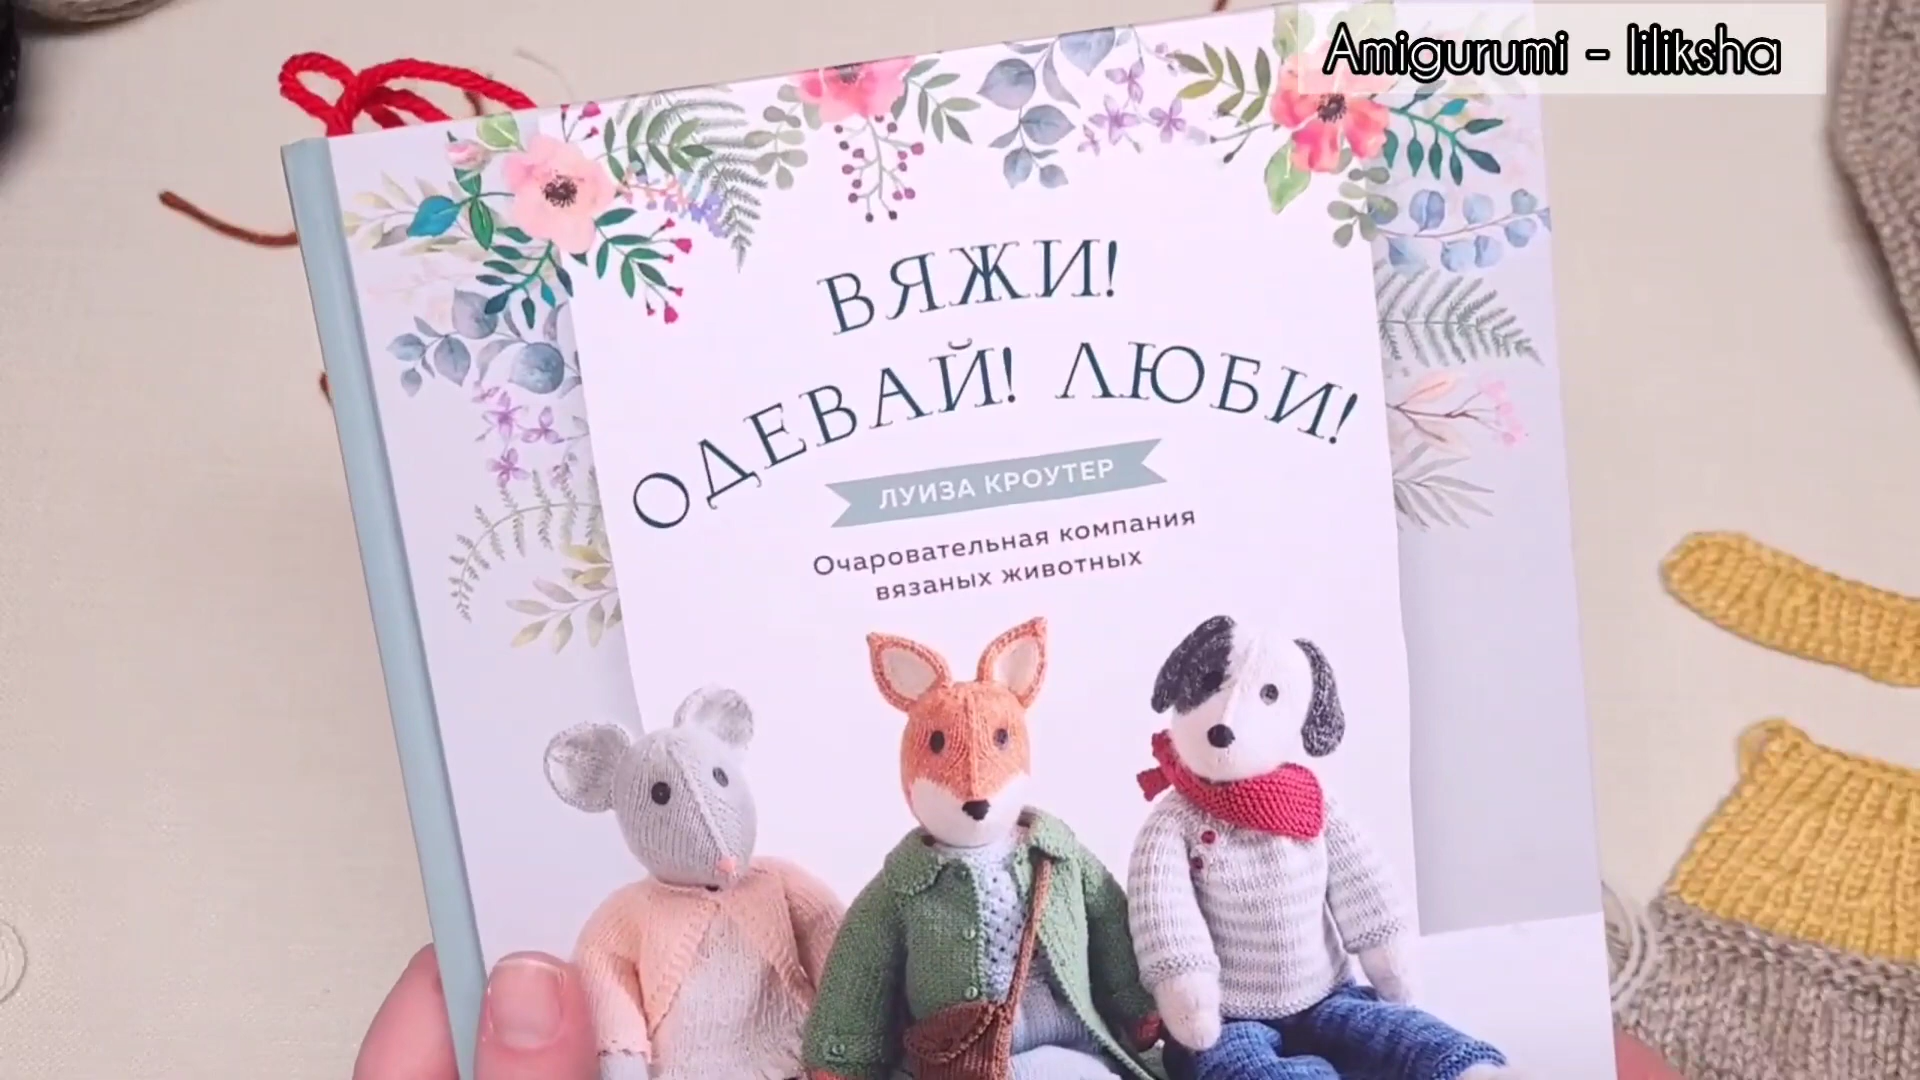 Amigurumi - liliksha
ВЯЖИ!
ОДЕВАЙ! ЛЮБИ!
ЛУИЗА КРОУТЕР
Очаровательная компания
вязаных животных